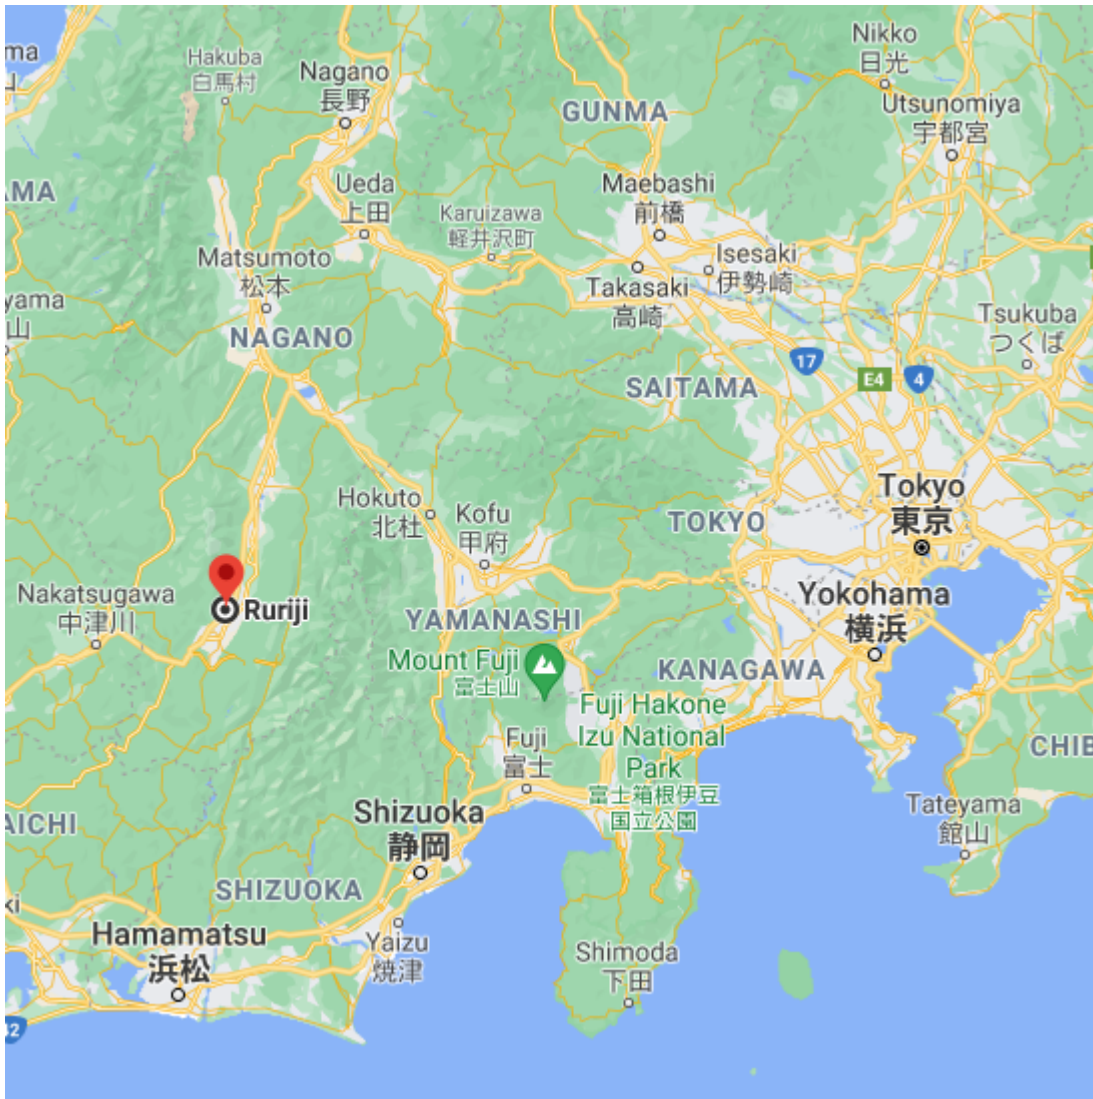 Nikko
日光
Hakuba
白馬村
Nagano
長野
GUNMA
Utsunomiya
宇都宮
Ueda
上田
Maebashi
前橋
Karuizawa
軽井沢町
Isesaki
伊勢崎
Matsumoto
松本
Takasaki
高崎
Tsukuba
つくば
NAGANO
17
E4
4
SAITAMA
Tokyo
東京
Hokuto
北杜
Kofu
甲府
TOKYO
Nakatsugawa
中津川
Ruriji
Yokohama
横浜
YAMANASHI
Mount Fuji
富士山
KANAGAWA
Fuji Hakone
Izu National
Park
富士箱根伊豆
国立公園
Fuji
富士
Shizuoka
静岡
Tateyama
館山
SHIZUOKA
Hamamatsu
浜松
Yaizu
焼津
Shimoda
下田